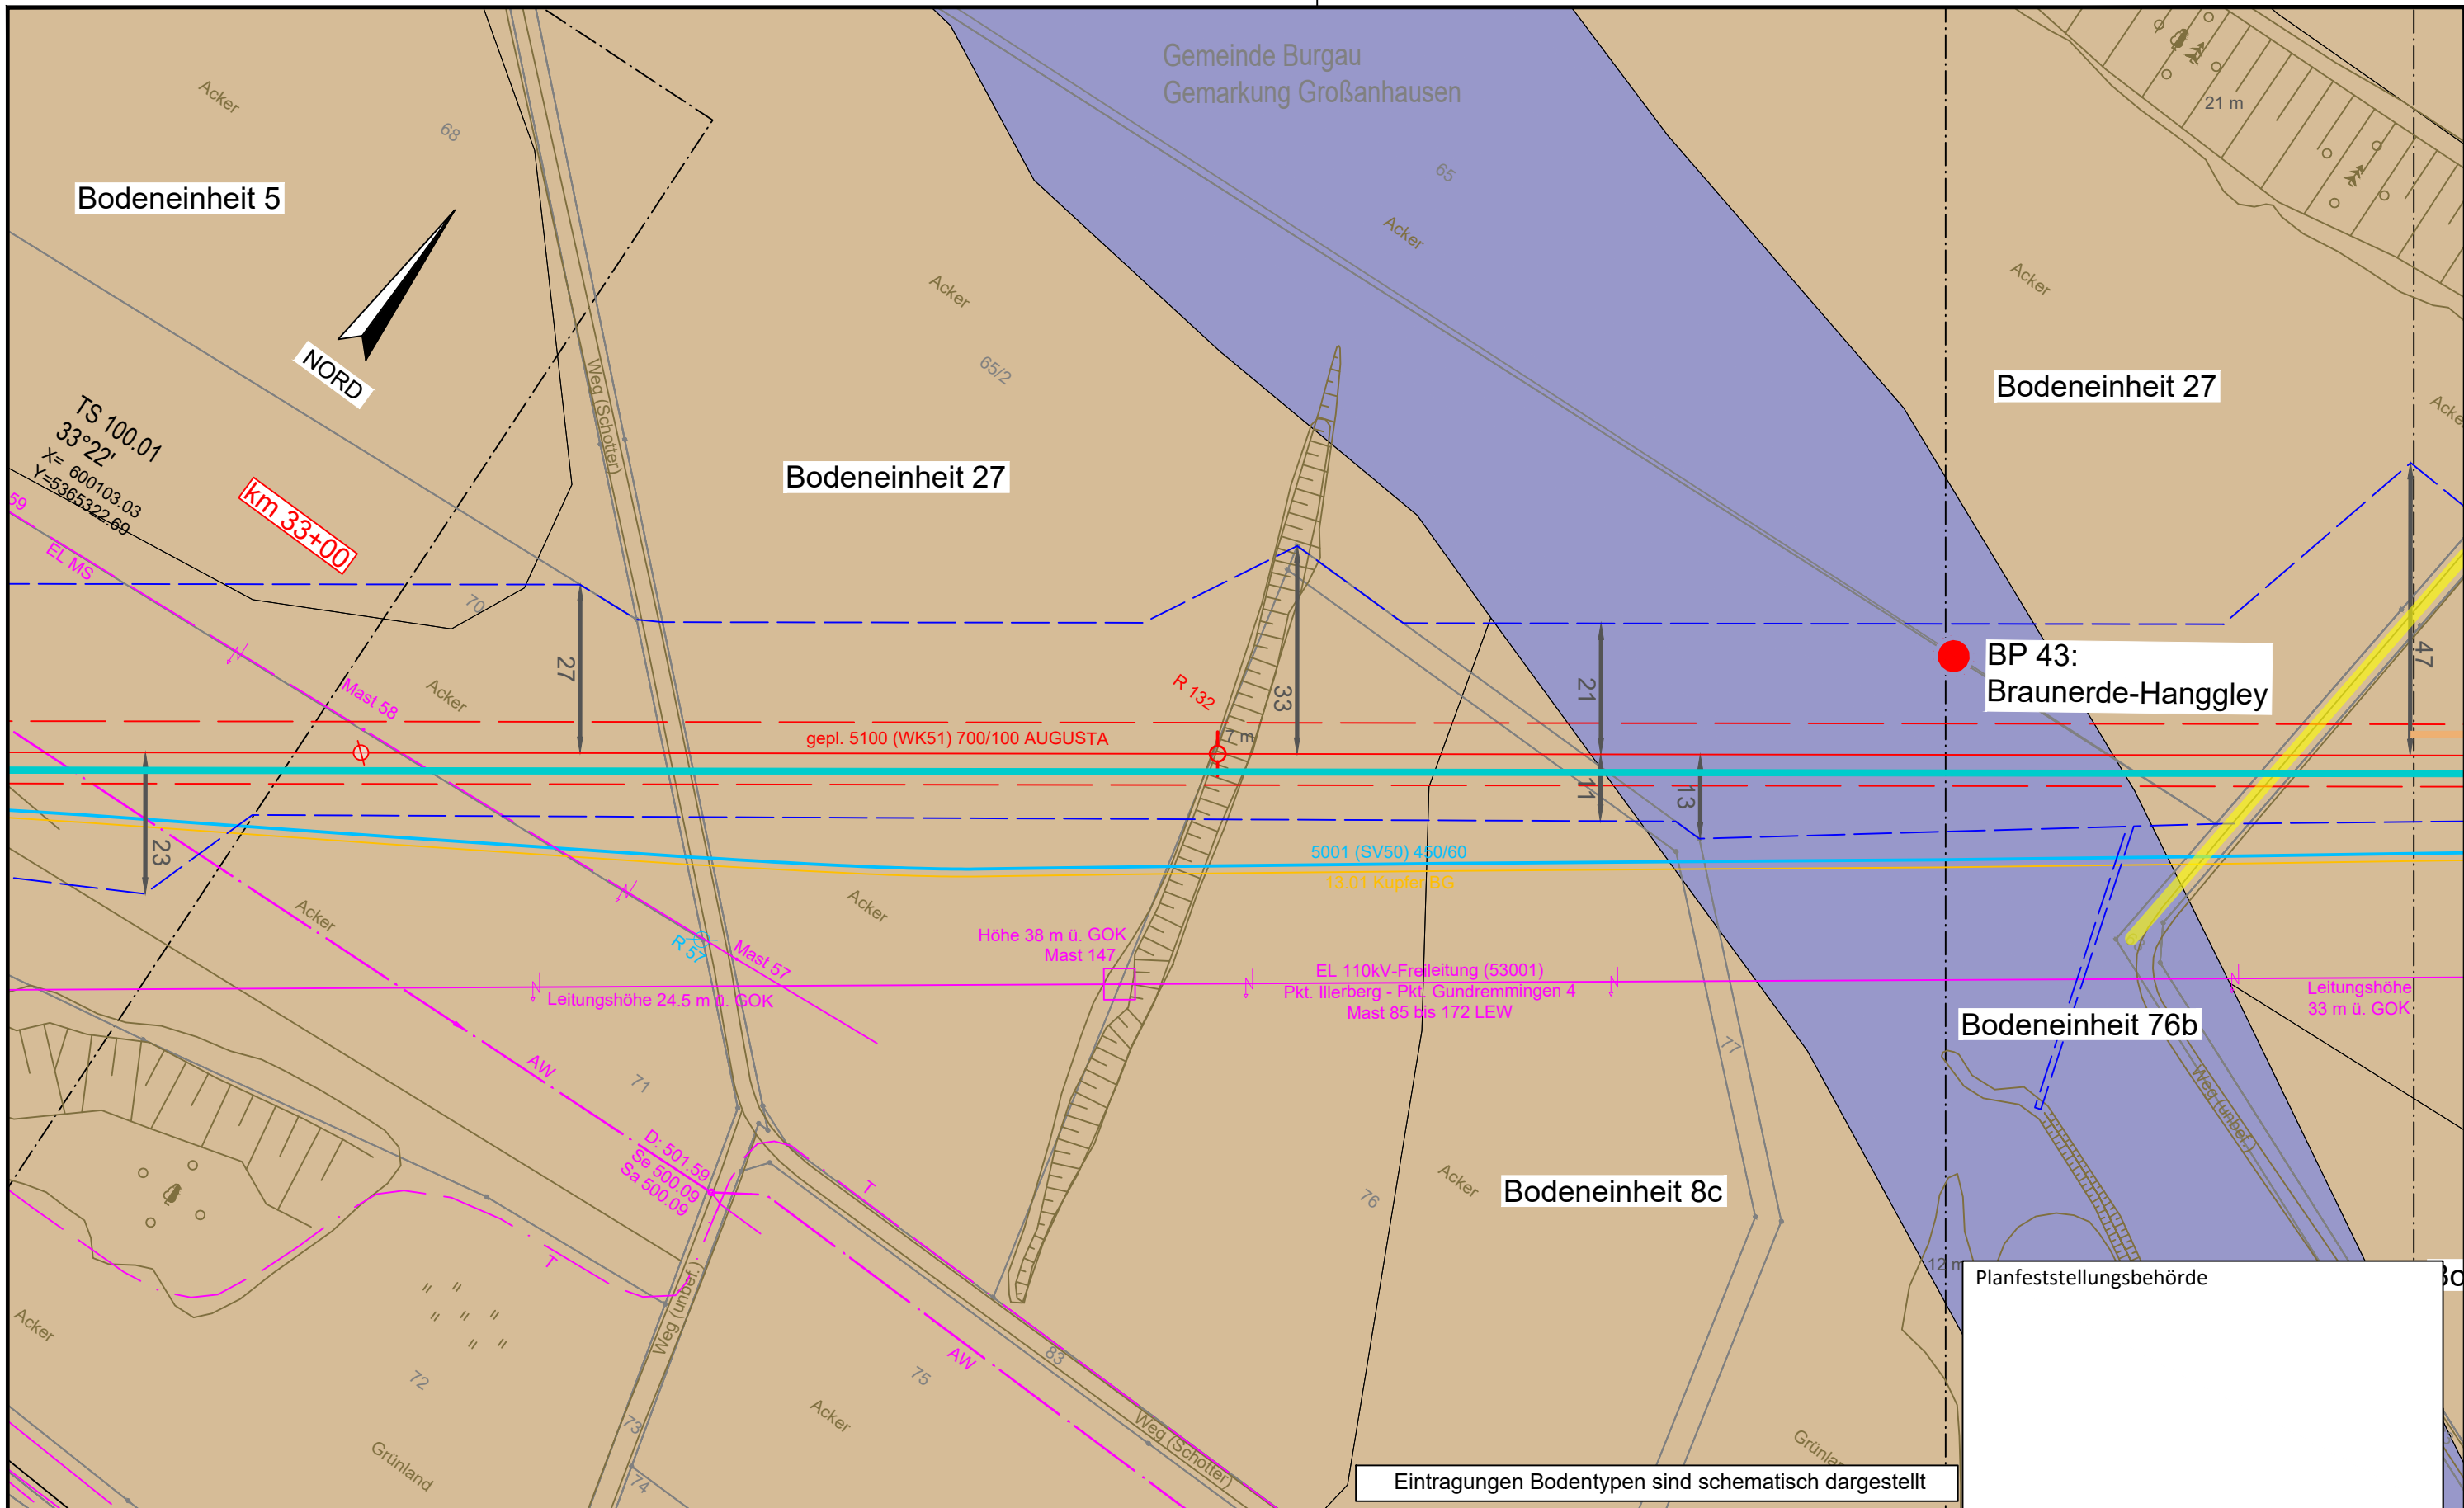 Gemeinde Burgau
Gemarkung Großanhausen
Acker
68
65
21 m
Bodeneinheit 5
Acker
Acker
Acker
NORD
Weg (Schotter)
65/2
Bodeneinheit 27
TS 100.01
33°22'
X= 600103.03
Y=5365322.69
km 33+00
Bodeneinheit 27
59
EL MS
70
27
Mast 58
Acker
R 132
33
21
BP 43:
Braunerde-Hanggley
47
gepl. 5100 (WK51) 700/100 AUGUSTA
11
13
23
5001 (SV50) 450/60
13.01 Kupfer BG
Acker
Acker
R 57
Mast 57
Höhe 38 m ü. GOK
Mast 147
EL 110kV-Freileitung (53001)
Pkt. Illerberg - Pkt. Gundremmingen 4
Mast 85 bis 172 LEW
Leitungshöhe 24.5 m ü. GOK
Leitungshöhe
33 m ü. GOK
Bodeneinheit 76b
AW
71
77
Weg (unbef.)
D: 501.59
Se 500.09
Sa 500.09
T
76
Acker
Bodeneinheit 8c
T
12 m
Planfeststellungsbehörde
Bo
Weg (unbef.)
Acker
72
AW
83
75
Acker
73
74
Grünland
Weg (Schotter)
Eintragungen Bodentypen sind schematisch dargestellt